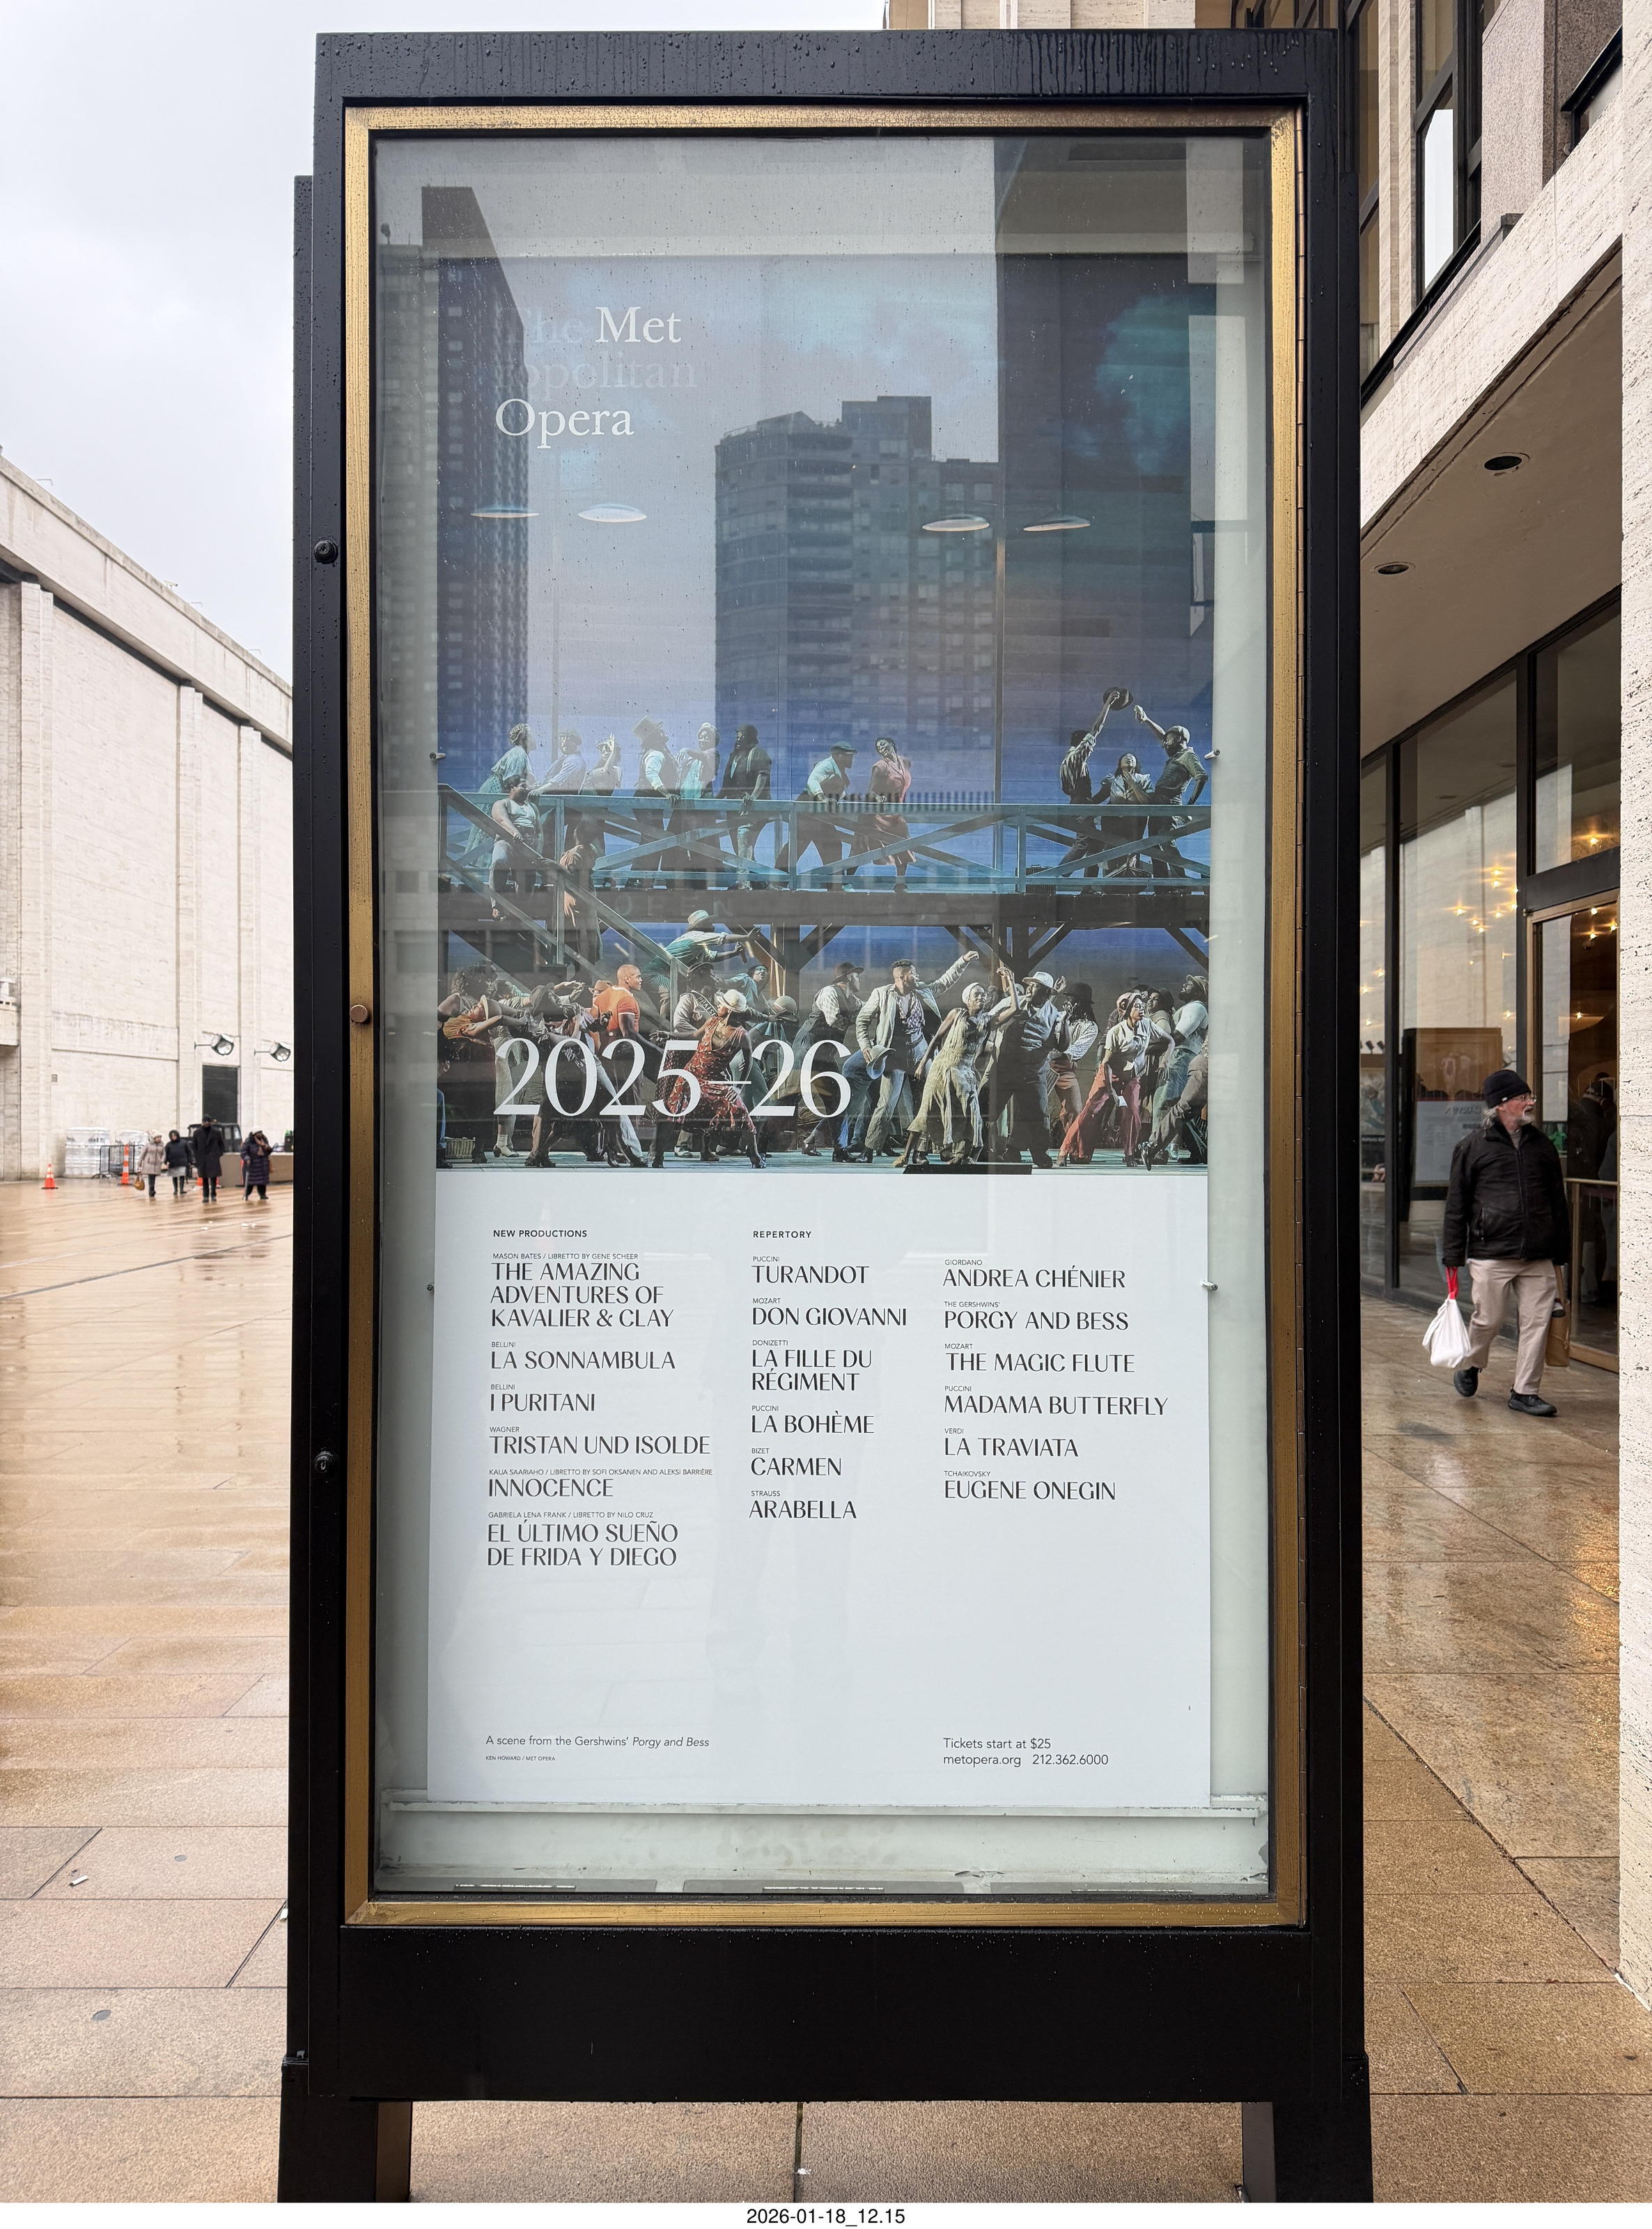 The Met
ropolitan
Opera
2025–26
NEW PRODUCTIONS
MASON BATES / LIBRETTO BY GENE SCHEER
THE AMAZING
ADVENTURES OF
KAVALIER & CLAY
BELLINI
LA SONNAMBULA
BELLINI
I PURITANI
WAGNER
TRISTAN UND ISOLDE
KAIJA SAARIAHO / LIBRETTO BY SOFI OKSANEN AND ALEKSI BARRIÈRE
INNOCENCE
GABRIELA LENA FRANK / LIBRETTO BY NILO CRUZ
EL ÚLTIMO SUEÑO
DE FRIDA Y DIEGO
REPERTORY
PUCCINI
TURANDOT
MOZART
DON GIOVANNI
DONIZETTI
LA FILLE DU
RÉGIMENT
PUCCINI
LA BOHÈME
BIZET
CARMEN
STRAUSS
ARABELLA
GIORDANO
ANDREA CHÉNIER
THE GERSHWINS'
PORGY AND BESS
MOZART
THE MAGIC FLUTE
PUCCINI
MADAMA BUTTERFLY
VERDI
LA TRAVIATA
TCHAIKOVSKY
EUGENE ONEGIN
A scene from the Gershwins' Porgy and Bess
KEN HOWARD / MET OPERA
Tickets start at $25
metopera.org 212.362.6000
2026-01-18_12.15